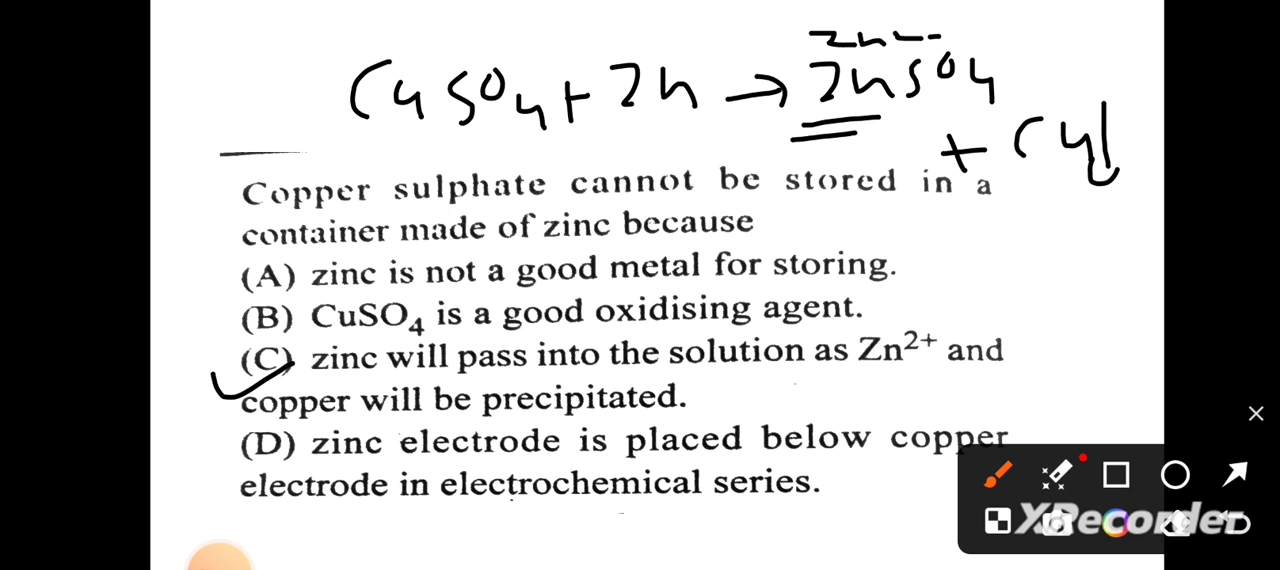 CuSO4 + Zn → ZnSO4
+ Cu↓
Copper sulphate cannot be stored in a
container made of zinc because
(A) zinc is not a good metal for storing.
(B) CuSO₄ is a good oxidising agent.
(C) zinc will pass into the solution as Zn²⁺ and
copper will be precipitated.
(D) zinc electrode is placed below copper
electrode in electrochemical series.
XRecorder